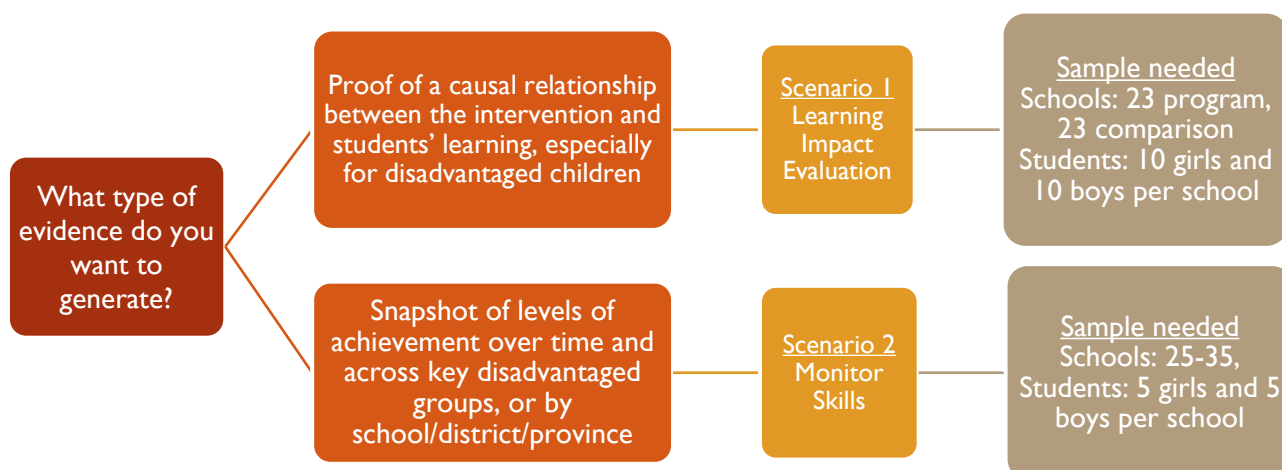 What type of
evidence do you
want to
generate?
Proof of a causal relationship
between the intervention and
students’ learning, especially
for disadvantaged children
Scenario 1
Learning
Impact
Evaluation
Sample needed
Schools: 23 program,
23 comparison
Students: 10 girls and
10 boys per school
Snapshot of levels of
achievement over time and
across key disadvantaged
groups, or by
school/district/province
Scenario 2
Monitor
Skills
Sample needed
Schools: 25-35,
Students: 5 girls and 5
boys per school